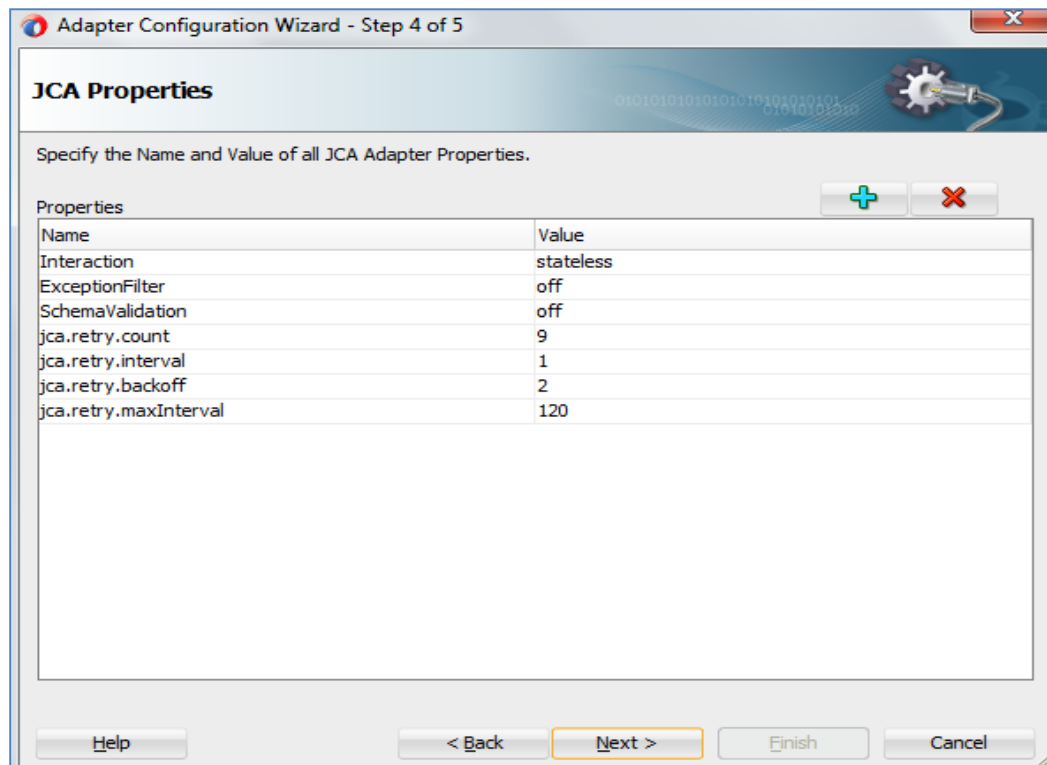 Adapter Configuration Wizard - Step 4 of 5
JCA Properties
Specify the Name and Value of all JCA Adapter Properties.
Properties
Name Value
Interaction stateless
ExceptionFilter off
SchemaValidation off
jca.retry.count 9
jca.retry.interval 1
jca.retry.backoff 2
jca.retry.maxInterval 120
Help < Back Next > Finish Cancel